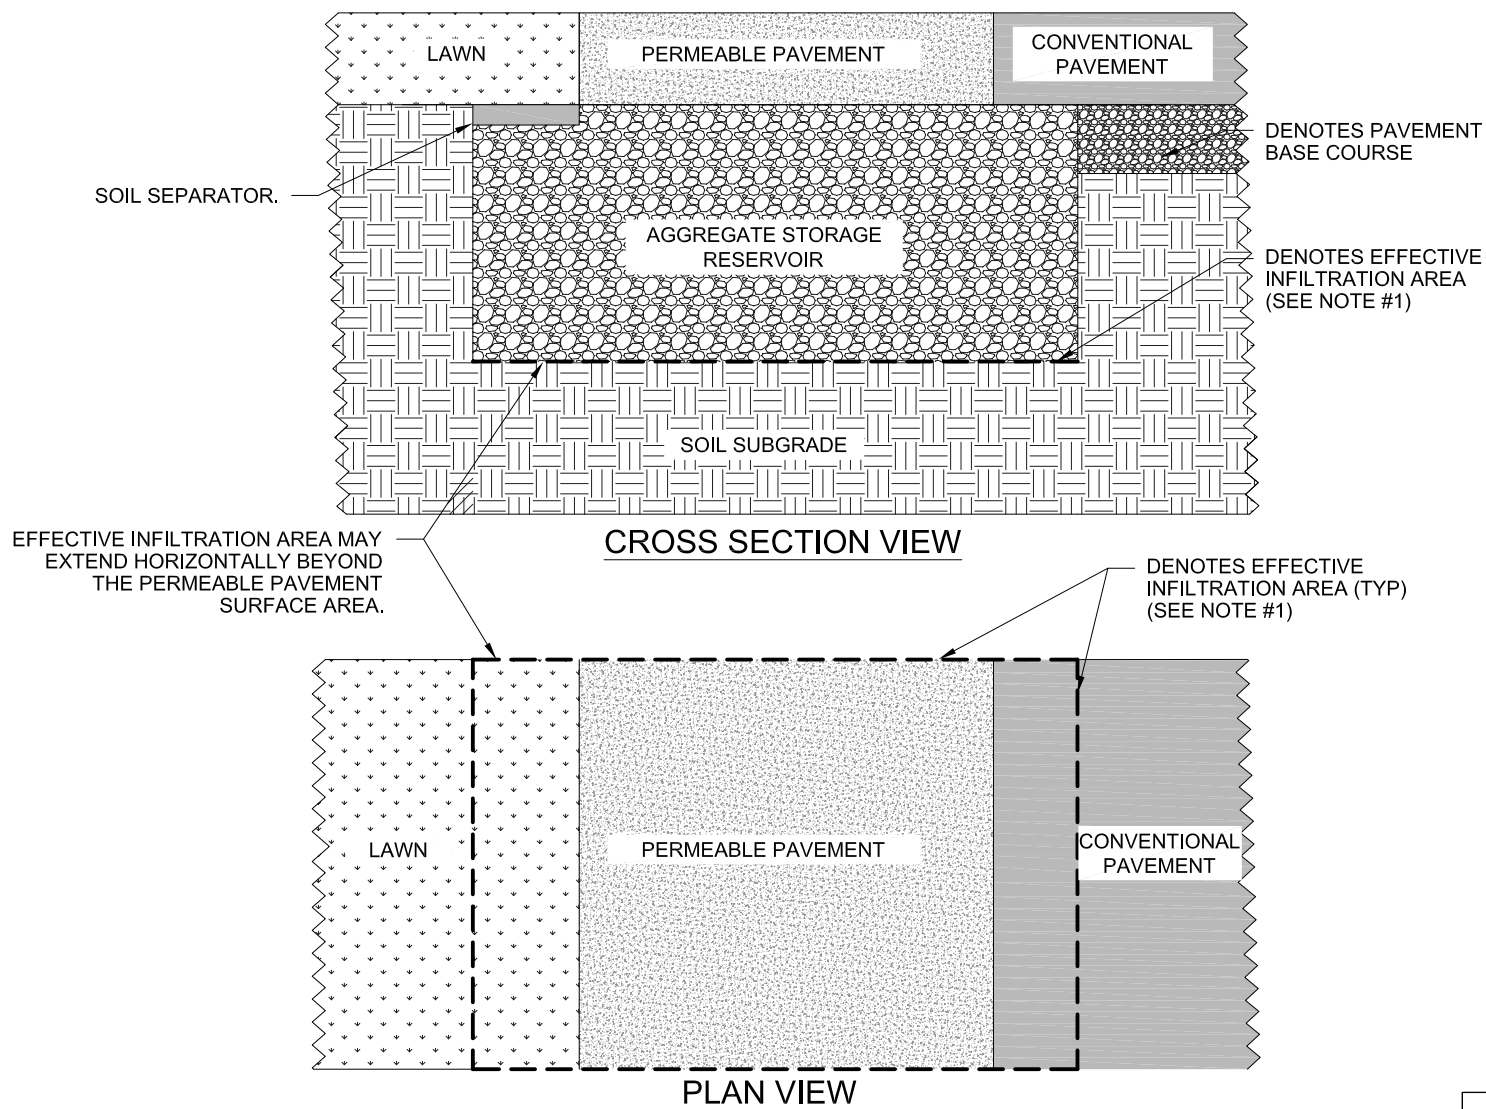 LAWN
PERMEABLE PAVEMENT
CONVENTIONAL
PAVEMENT
DENOTES PAVEMENT
BASE COURSE
SOIL SEPARATOR.
AGGREGATE STORAGE
RESERVOIR
DENOTES EFFECTIVE
INFILTRATION AREA
(SEE NOTE #1)
SOIL SUBGRADE
CROSS SECTION VIEW
EFFECTIVE INFILTRATION AREA MAY
EXTEND HORIZONTALLY BEYOND
THE PERMEABLE PAVEMENT
SURFACE AREA.
DENOTES EFFECTIVE
INFILTRATION AREA (TYP)
(SEE NOTE #1)
LAWN
PERMEABLE PAVEMENT
CONVENTIONAL
PAVEMENT
PLAN VIEW